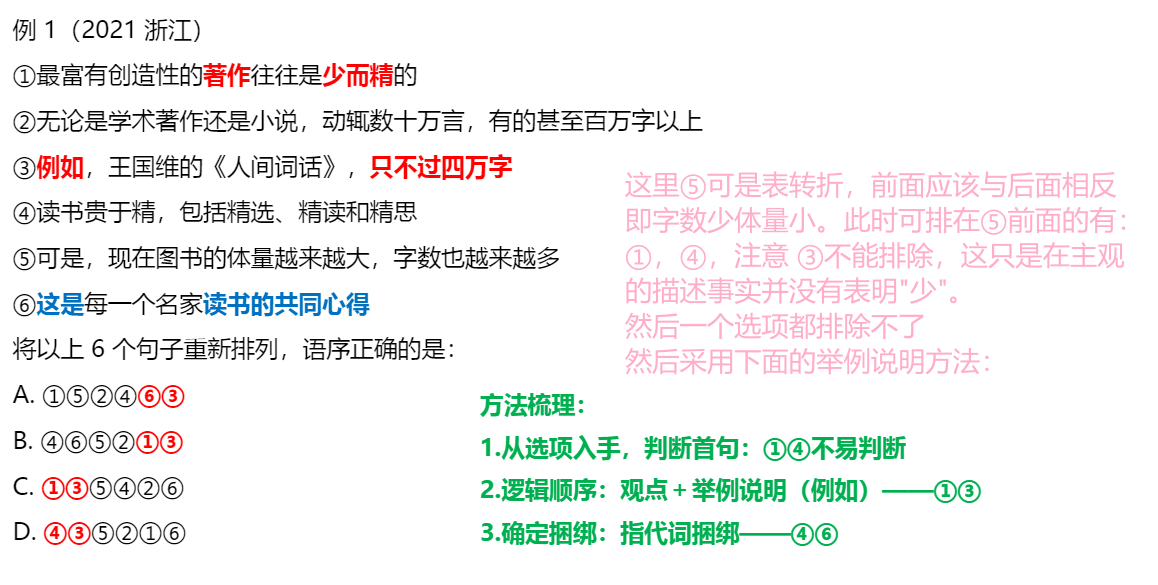 例 1（2021 浙江）
①最富有创造性的著作往往是少而精的
②无论是学术著作还是小说，动辄数十万言，有的甚至百万字以上
③例如，王国维的《人间词话》，只不过四万字
④读书贵于精，包括精选、精读和精思
⑤可是，现在图书的体量越来越大，字数也越来越多
⑥这是每一个名家读书的共同心得
将以上 6 个句子重新排列，语序正确的是：
A. ①⑤②④⑥③
B. ④⑥⑤②①③
C. ①③⑤④②⑥
D. ④③⑤②①⑥
这里⑤可是表转折，前面应该与后面相反
即字数少体量小。此时可排在⑤前面的有：
①，④，注意 ③不能排除，这只是在主观
的描述事实并没有表明"少"。
然后一个选项都排除不了
然后采用下面的举例说明方法：
方法梳理：
1.从选项入手，判断首句：①④不易判断
2.逻辑顺序：观点＋举例说明（例如）——①③
3.确定捆绑：指代词捆绑——④⑥